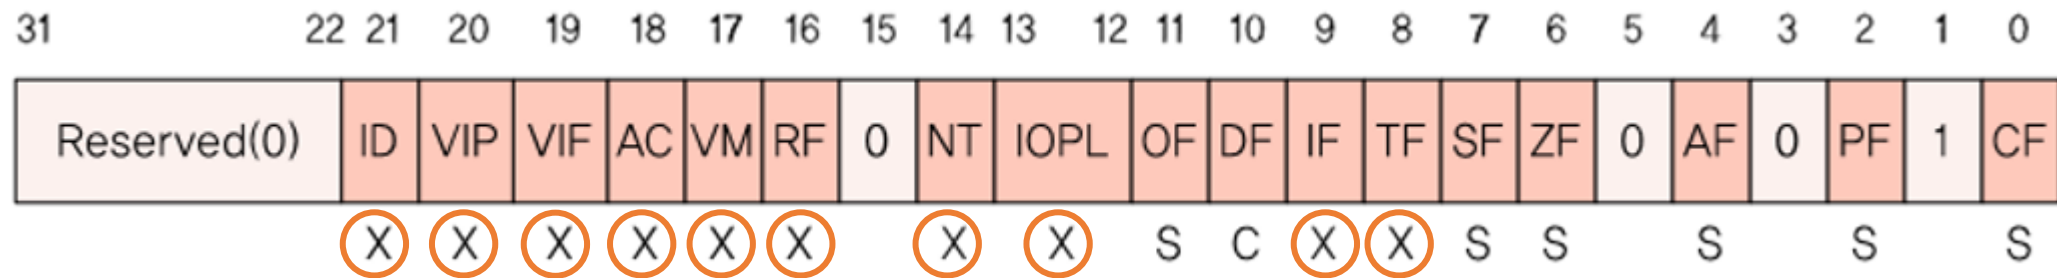 31 22 21 20 19 18 17 16 15 14 13 12 11 10 9 8 7 6 5 4 3 2 1 0
Reserved(0) ID VIP VIF AC VM RF 0 NT IOPL OF DF IF TF SF ZF 0 AF 0 PF 1 CF
X X X X X X X X S C X X S S S S S